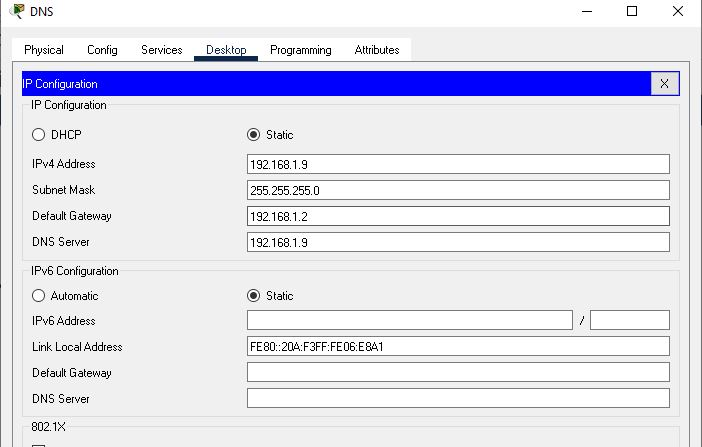 DNS
Physical Config Services Desktop Programming Attributes
IP Configuration X
IP Configuration
DHCP Static
IPv4 Address 192.168.1.9
Subnet Mask 255.255.255.0
Default Gateway 192.168.1.2
DNS Server 192.168.1.9
IPv6 Configuration
Automatic Static
IPv6 Address /
Link Local Address FE80::20A:F3FF:FE06:E8A1
Default Gateway
DNS Server
802.1X